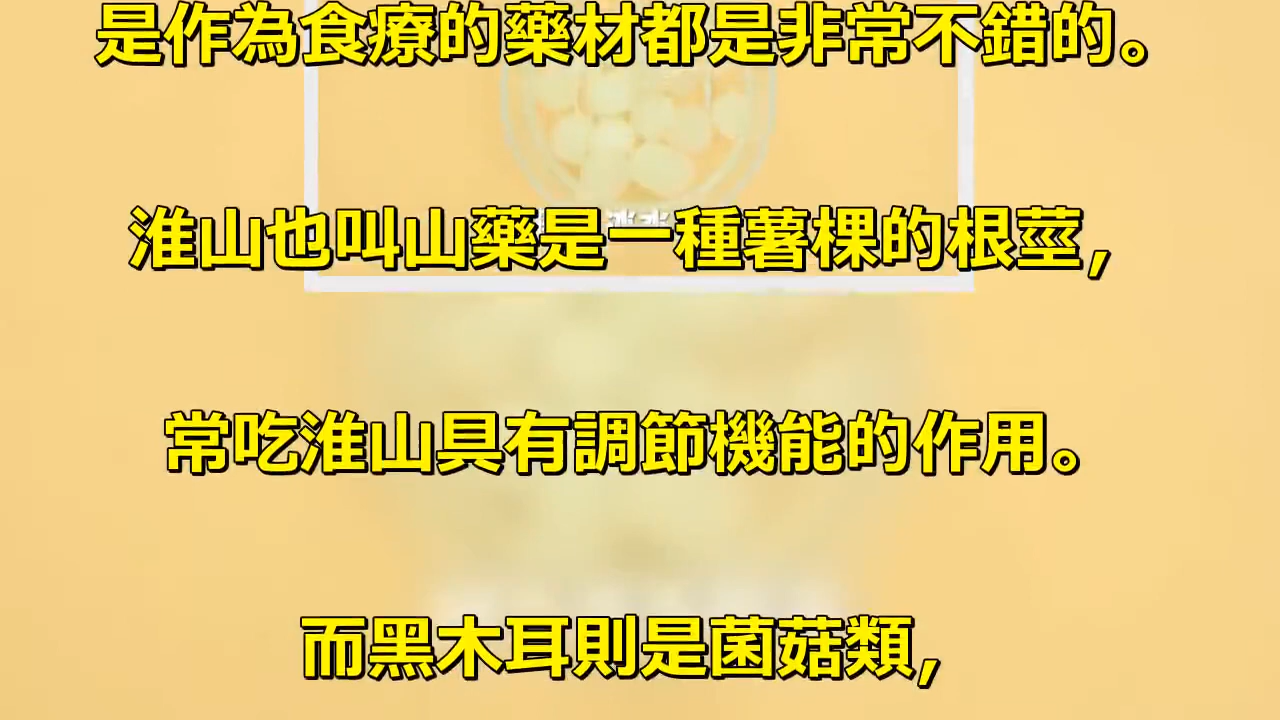 是作為食療的藥材都是非常不錯的。
淮山也叫山藥是一種薯棵的根莖，
常吃淮山具有調節機能的作用。
而黑木耳則是菌菇類，